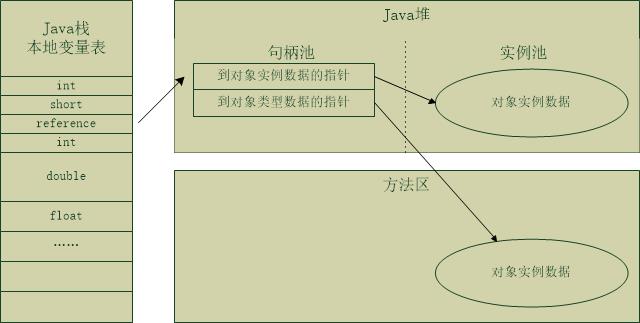 Java栈
本地变量表
int
short
reference
int
double
float
……
Java堆
句柄池
实例池
到对象实例数据的指针
到对象类型数据的指针
对象实例数据
方法区
对象实例数据